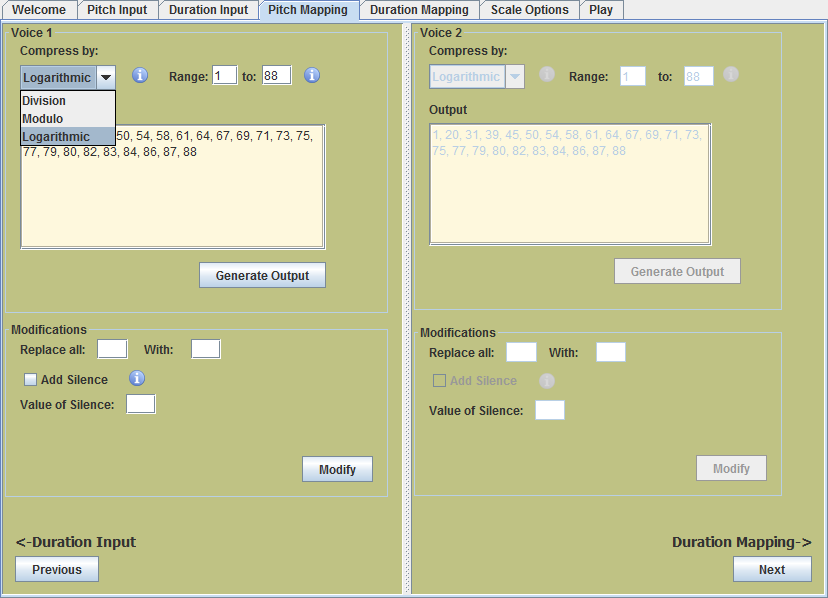 Welcome Pitch Input Duration Input Pitch Mapping Duration Mapping Scale Options Play
Voice 1
Compress by:
Logarithmic i Range: 1 to: 88 i
Division
Modulo
Logarithmic
50, 54, 58, 61, 64, 67, 69, 71, 73, 75,
77, 79, 80, 82, 83, 84, 86, 87, 88
Generate Output
Modifications
Replace all: With:
Add Silence i
Value of Silence:
Modify
<-Duration Input
Previous
Voice 2
Compress by:
Logarithmic i Range: 1 to: 88 i
Output
1, 20, 31, 39, 45, 50, 54, 58, 61, 64, 67, 69, 71, 73,
75, 77, 79, 80, 82, 83, 84, 86, 87, 88
Generate Output
Modifications
Replace all: With:
Add Silence i
Value of Silence:
Modify
Duration Mapping->
Next